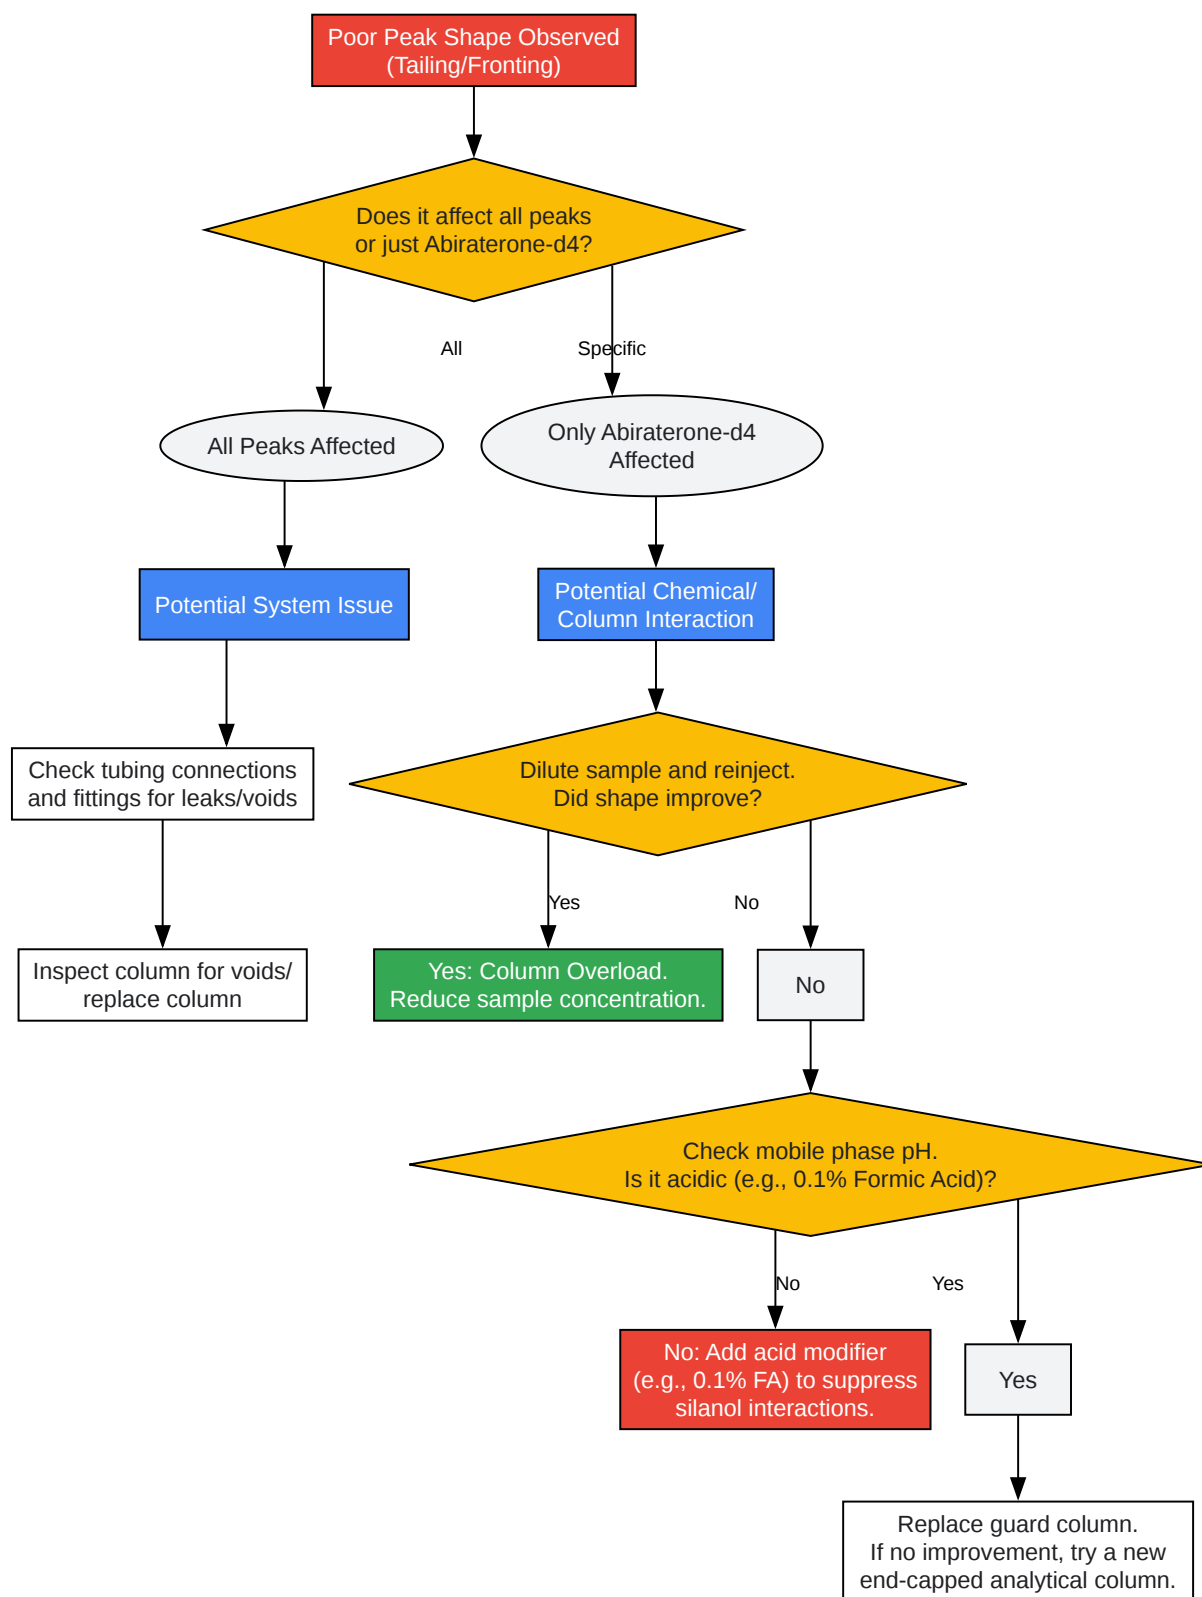 Poor Peak Shape Observed
(Tailing/Fronting)
Does it affect all peaks
or just Abiraterone-d4?
All
Specific
All Peaks Affected
Only Abiraterone-d4
Affected
Potential System Issue
Potential Chemical/
Column Interaction
Check tubing connections
and fittings for leaks/voids
Dilute sample and reinject.
Did shape improve?
Yes
No
Inspect column for voids/
replace column
Yes: Column Overload.
Reduce sample concentration.
No
Check mobile phase pH.
Is it acidic (e.g., 0.1% Formic Acid)?
No
Yes
No: Add acid modifier
(e.g., 0.1% FA) to suppress
silanol interactions.
Yes
Replace guard column.
If no improvement, try a new
end-capped analytical column.